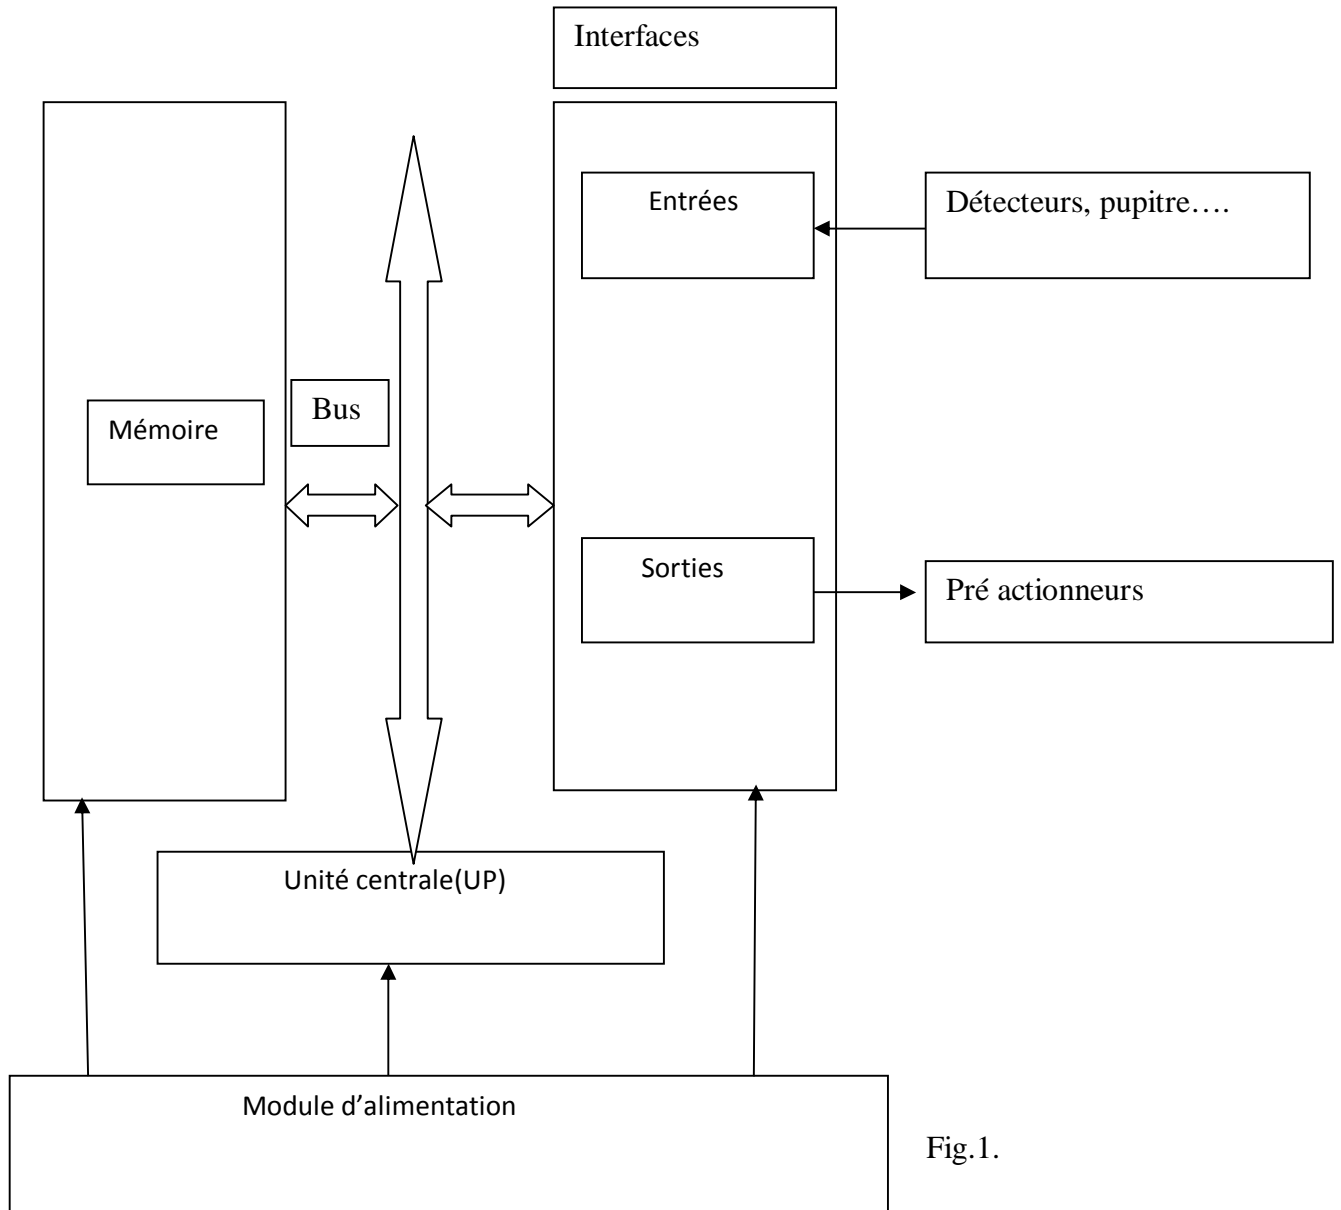 Interfaces
Entrées
Détecteurs, pupitre….
Bus
Mémoire
Sorties
Pré actionneurs
Unité centrale(UP)
Module d’alimentation
Fig.1.